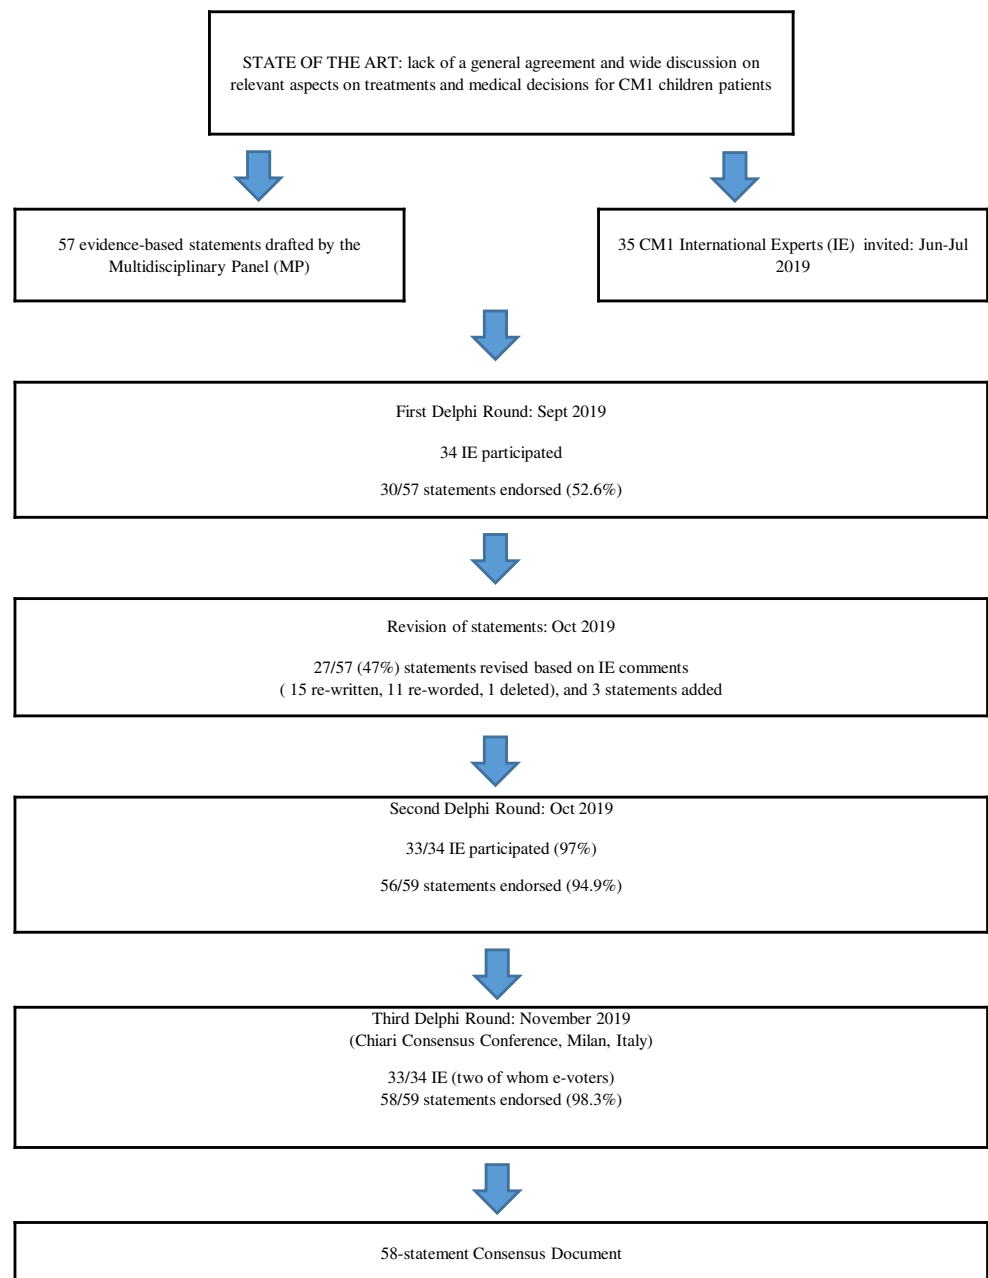 STATE OF THE ART: lack of a general agreement and wide discussion on
relevant aspects on treatments and medical decisions for CM1 children patients
57 evidence-based statements drafted by the
Multidisciplinary Panel (MP)
35 CM1 International Experts (IE) invited: Jun-Jul
2019
First Delphi Round: Sept 2019
34 IE participated
30/57 statements endorsed (52.6%)
Revision of statements: Oct 2019
27/57 (47%) statements revised based on IE comments
( 15 re-written, 11 re-worded, 1 deleted), and 3 statements added
Second Delphi Round: Oct 2019
33/34 IE participated (97%)
56/59 statements endorsed (94.9%)
Third Delphi Round: November 2019
(Chiari Consensus Conference, Milan, Italy)
33/34 IE (two of whom e-voters)
58/59 statements endorsed (98.3%)
58-statement Consensus Document